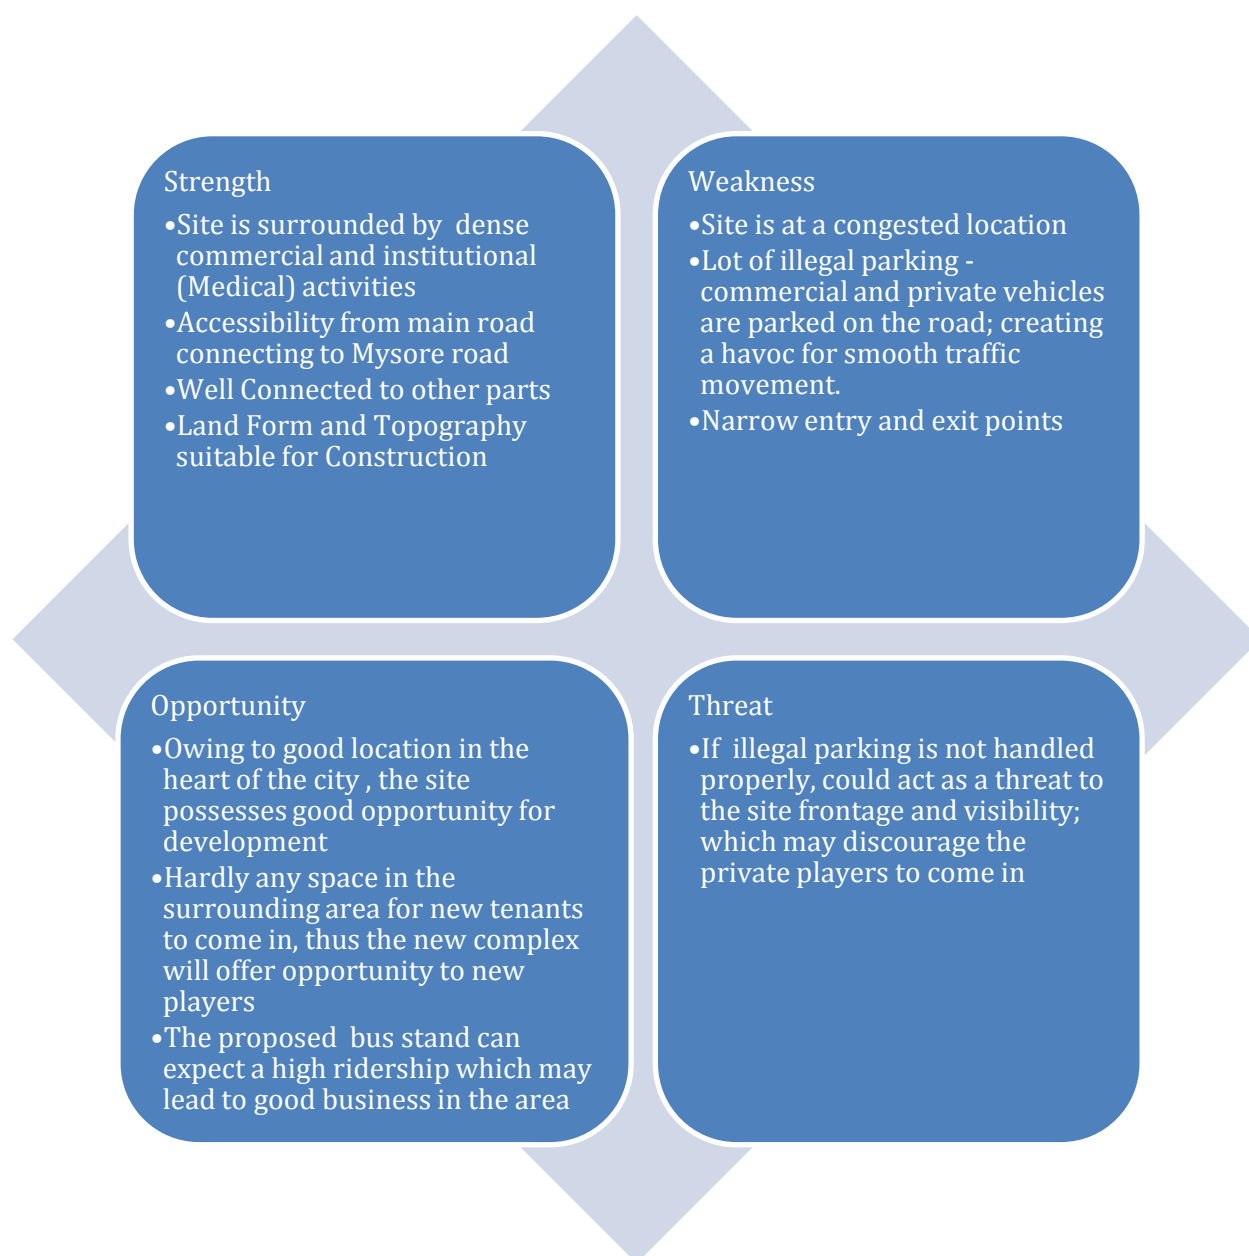 Strength
•Site is surrounded by  dense
commercial and institutional
(Medical) activities
•Accessibility from main road
connecting to Mysore road
•Well Connected to other parts
•Land Form and Topography
suitable for Construction
Weakness
•Site is at a congested location
•Lot of illegal parking -
commercial and private vehicles
are parked on the road; creating
a havoc for smooth traffic
movement.
•Narrow entry and exit points
Opportunity
•Owing to good location in the
heart of the city , the site
possesses good opportunity for
development
•Hardly any space in the
surrounding area for new tenants
to come in, thus the new complex
will offer opportunity to new
players
•The proposed  bus stand can
expect a high ridership which may
lead to good business in the area
Threat
•If  illegal parking is not handled
properly, could act as a threat to
the site frontage and visibility;
which may discourage the
private players to come in